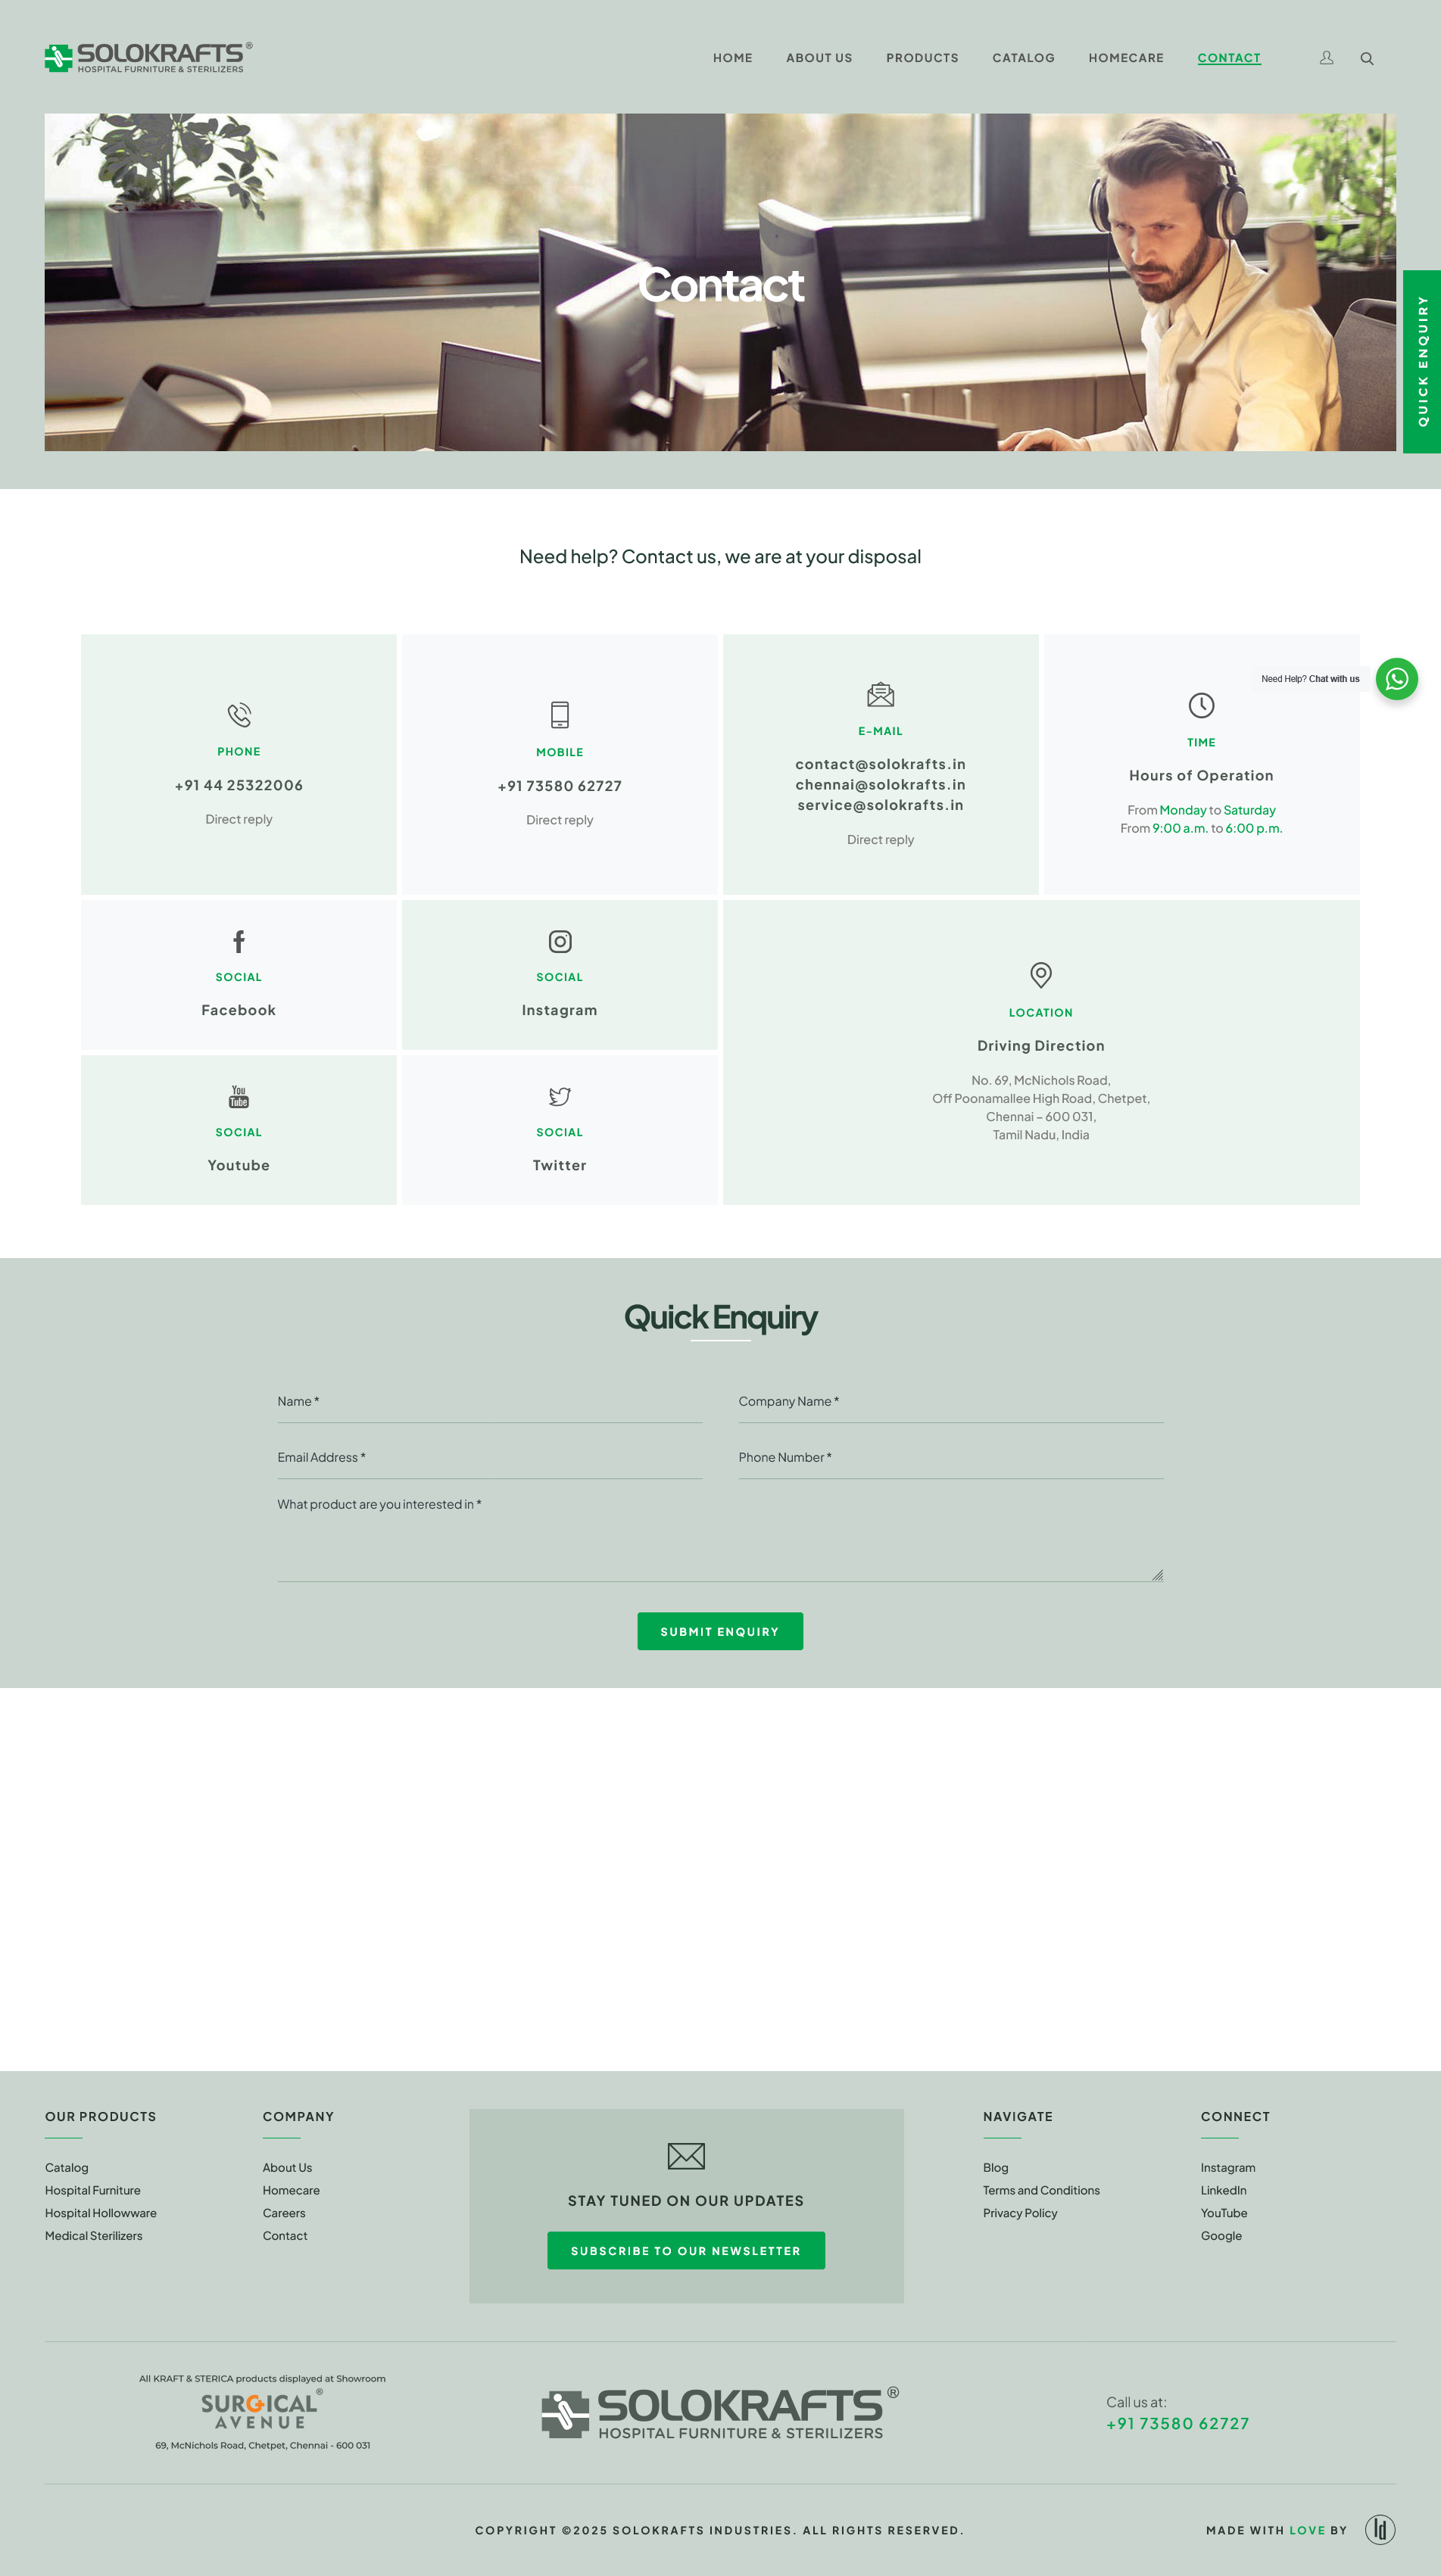 SOLOKRAFTS®
HOSPITAL FURNITURE & STERILIZERS
HOME
ABOUT US
PRODUCTS
CATALOG
HOMECARE
CONTACT
Contact
QUICK ENQUIRY
Need help? Contact us, we are at your disposal
PHONE
+91 44 25322006
Direct reply
MOBILE
+91 73580 62727
Direct reply
E-MAIL
contact@solokrafts.in
chennai@solokrafts.in
service@solokrafts.in
Direct reply
TIME
Hours of Operation
From Monday to Saturday
From 9:00 a.m. to 6:00 p.m.
Need Help? Chat with us
SOCIAL
Facebook
SOCIAL
Instagram
LOCATION
Driving Direction
No. 69, McNichols Road,
Off Poonamallee High Road, Chetpet,
Chennai – 600 031,
Tamil Nadu, India
You
Tube
SOCIAL
Youtube
SOCIAL
Twitter
Quick Enquiry
Name *
Company Name *
Email Address *
Phone Number *
What product are you interested in *
SUBMIT ENQUIRY
OUR PRODUCTS
Catalog
Hospital Furniture
Hospital Hollowware
Medical Sterilizers
COMPANY
About Us
Homecare
Careers
Contact
STAY TUNED ON OUR UPDATES
SUBSCRIBE TO OUR NEWSLETTER
NAVIGATE
Blog
Terms and Conditions
Privacy Policy
CONNECT
Instagram
LinkedIn
YouTube
Google
All KRAFT & STERICA products displayed at Showroom
SURGICAL®
AVENUE
69, McNichols Road, Chetpet, Chennai - 600 031
SOLOKRAFTS®
HOSPITAL FURNITURE & STERILIZERS
Call us at:
+91 73580 62727
COPYRIGHT ©2025 SOLOKRAFTS INDUSTRIES. ALL RIGHTS RESERVED.
MADE WITH LOVE BY